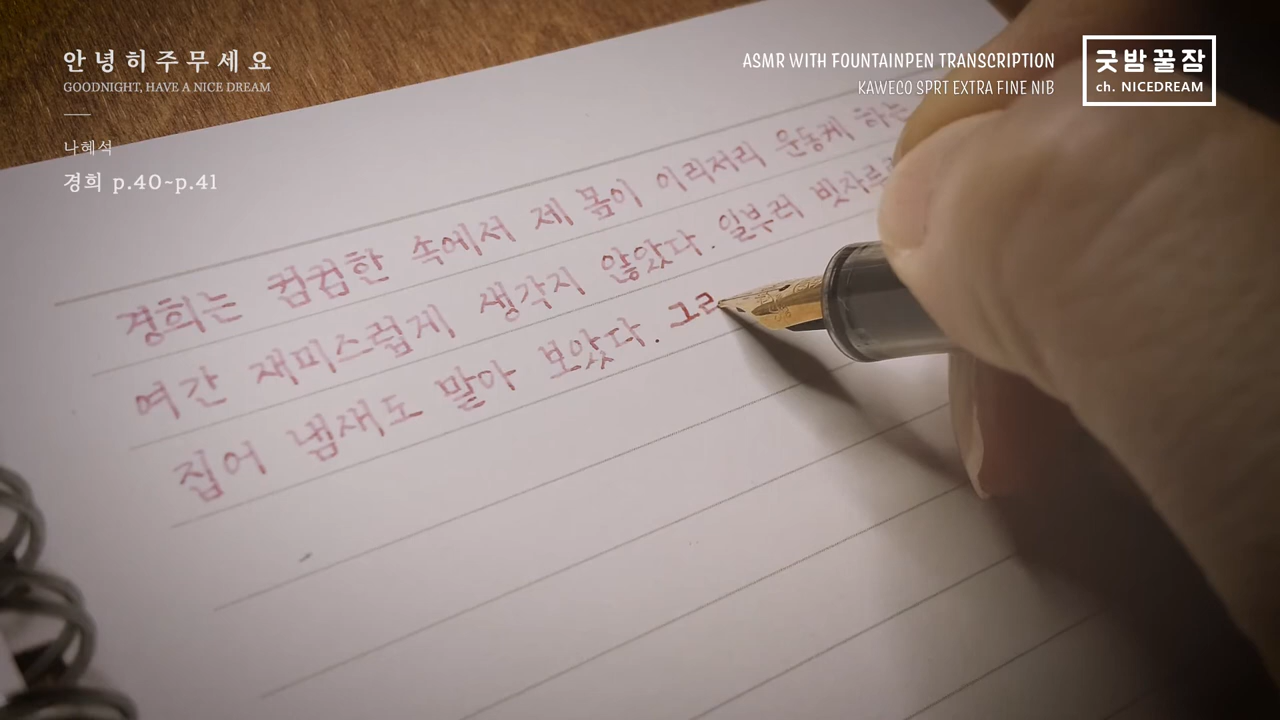 안녕히주무세요
GOODNIGHT, HAVE A NICE DREAM
나혜석
경희 p.40~p.41
ASMR WITH FOUNTAINPEN TRANSCRIPTION
KAWECO SPRT EXTRA FINE NIB
굿밤꿀잠
ch. NICEDREAM
경희는 컴컴한 속에서 제 몸이 이리저리 운동케 하는
여간 재미스럽게 생각지 않았다. 일부러 빗자루를
집어 냄새도 맡아 보았다. 그리